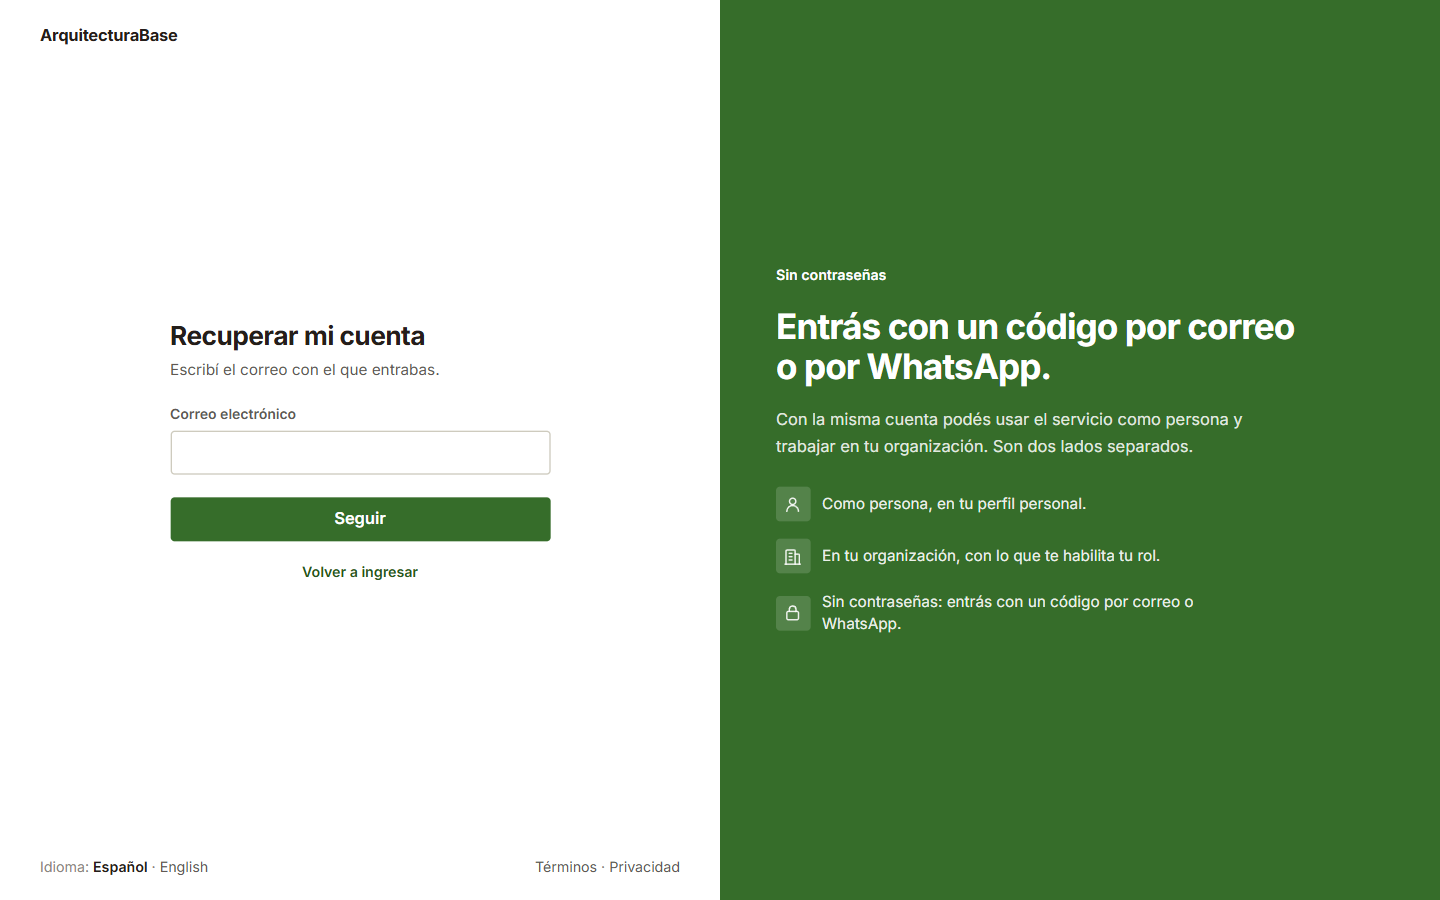 ArquitecturaBase
Recuperar mi cuenta
Escribí el correo con el que entrabas.
Correo electrónico
Seguir
Volver a ingresar
Idioma: Español · English
Términos · Privacidad
Sin contraseñas
Entrás con un código por correo
o por WhatsApp.
Con la misma cuenta podés usar el servicio como persona y
trabajar en tu organización. Son dos lados separados.
Como persona, en tu perfil personal.
En tu organización, con lo que te habilita tu rol.
Sin contraseñas: entrás con un código por correo o
WhatsApp.